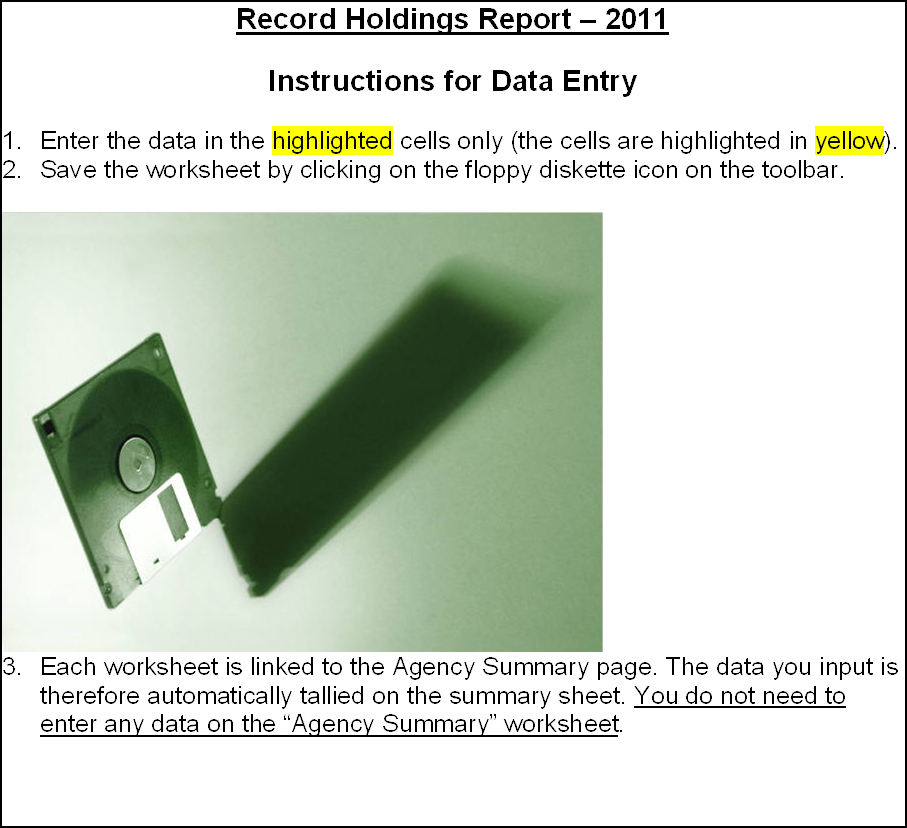 Record Holdings Report – 2011
Instructions for Data Entry
1. Enter the data in the highlighted cells only (the cells are highlighted in yellow).
2. Save the worksheet by clicking on the floppy diskette icon on the toolbar.
3. Each worksheet is linked to the Agency Summary page. The data you input is
therefore automatically tallied on the summary sheet. You do not need to
enter any data on the “Agency Summary” worksheet.